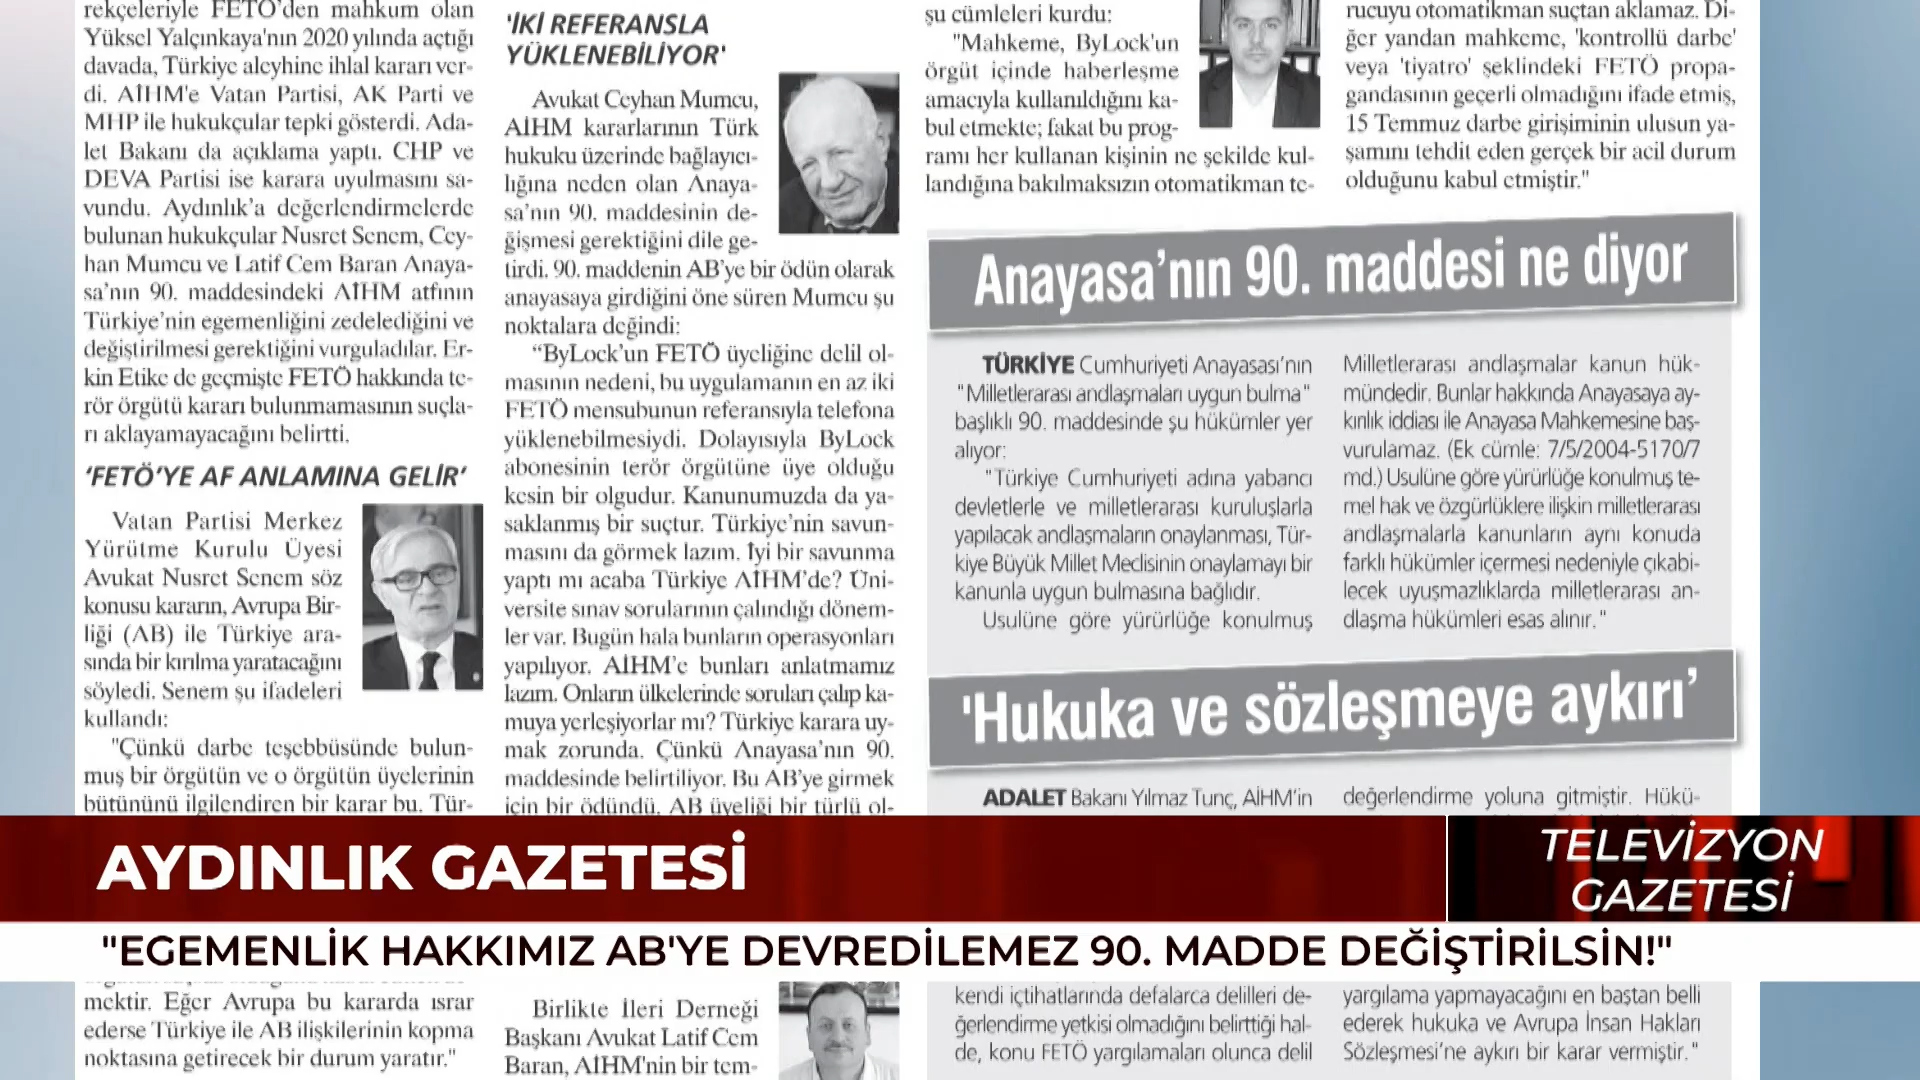 rekçeleriyle FETÖ'den mahkum olan
Yüksel Yalçınkaya'nın 2020 yılında açtığı
davada, Türkiye aleyhine ihlal kararı ver-
di. AİHM'e Vatan Partisi, AK Parti ve
MHP ile hukukçular tepki gösterdi. Ada-
let Bakanı da açıklama yaptı. CHP ve
DEVA Partisi ise karara uyulmasını sa-
vundu. Aydınlık'a değerlendirmelerde
bulunan hukukçular Nusret Senem, Cey-
han Mumcu ve Latif Cem Baran Anaya-
sa'nın 90. maddesindeki AİHM atfının
Türkiye'nin egemenliğini zedelediğini ve
değiştirilmesi gerektiğini vurguladılar. Er-
kin Etike de geçmişte FETÖ hakkında te-
rör örgütü kararı bulunmamasının suçla-
rı aklayamayacağını belirtti.
'FETÖ'YE AF ANLAMINA GELİR'
Vatan Partisi Merkez
Yürütme Kurulu Üyesi
Avukat Nusret Senem söz
konusu kararın, Avrupa Bir-
liği (AB) ile Türkiye ara-
sında bir kırılma yaratacağını
söyledi. Senem şu ifadeleri
kullandı:
"Çünkü darbe teşebbüsünde bulun-
muş bir örgütün ve o örgütün üyelerinin
bütününü ilgilendiren bir karar bu. Tür-
mektir. Eğer Avrupa bu kararda ısrar
ederse Türkiye ile AB ilişkilerinin kopma
noktasına getirecek bir durum yaratır."
'İKİ REFERANSLA
YÜKLENEBİLİYOR'
Avukat Ceyhan Mumcu,
AİHM kararlarının Türk
hukuku üzerinde bağlayıcı-
lığına neden olan Anaya-
sa'nın 90. maddesinin de-
ğişmesi gerektiğini dile ge-
tirdi. 90. maddenin AB'ye bir ödün olarak
anayasaya girdiğini öne süren Mumcu şu
noktalara değindi:
"ByLock'un FETÖ üyeliğine delil ol-
masının nedeni, bu uygulamanın en az iki
FETÖ mensubunun referansıyla telefona
yüklenebilmesiydi. Dolayısıyla ByLock
abonesinin terör örgütüne üye olduğu
kesin bir olgudur. Kanunumuzda da ya-
saklanmış bir suçtur. Türkiye'nin savun-
masını da görmek lazım. İyi bir savunma
yaptı mı acaba Türkiye AİHM'de? Üni-
versite sınav sorularının çalındığı dönem-
ler var. Bugün hala bunların operasyonları
yapılıyor. AİHM'e bunları anlatmamız
lazım. Onların ülkelerinde soruları çalıp ka-
muya yerleşiyorlar mı? Türkiye karara uy-
mak zorunda. Çünkü Anayasa'nın 90.
maddesinde belirtiliyor. Bu AB'ye girmek
için bir ödündü. AB üyeliği bir türlü ol-
Birlikte İleri Derneği
Başkanı Avukat Latif Cem
Baran, AİHM'nin bir tem-
şu cümleleri kurdu:
"Mahkeme, ByLock'un
örgüt içinde haberleşme
amacıyla kullanıldığını ka-
bul etmekte; fakat bu prog-
ramı her kullanan kişinin ne şekilde kul-
landığına bakılmaksızın otomatikman te-
rucuyu otomatikman suçtan aklamaz. Di-
ğer yandan mahkeme, 'kontrollü darbe'
veya 'tiyatro' şeklindeki FETÖ propa-
gandasının geçerli olmadığını ifade etmiş,
15 Temmuz darbe girişiminin ulusun ya-
şamını tehdit eden gerçek bir acil durum
olduğunu kabul etmiştir."
Anayasa'nın 90. maddesi ne diyor
TÜRKİYE Cumhuriyeti Anayasası'nın
"Milletlerarası andlaşmaları uygun bulma"
başlıklı 90. maddesinde şu hükümler yer
alıyor:
"Türkiye Cumhuriyeti adına yabancı
devletlerle ve milletlerarası kuruluşlarla
yapılacak andlaşmaların onaylanması, Tür-
kiye Büyük Millet Meclisinin onaylamayı bir
kanunla uygun bulmasına bağlıdır.
Usulüne göre yürürlüğe konulmuş
Milletlerarası andlaşmalar kanun hük-
mündedir. Bunlar hakkında Anayasaya ay-
kırılık iddiası ile Anayasa Mahkemesine baş-
vurulamaz. (Ek cümle: 7/5/2004-5170/7
md.) Usulüne göre yürürlüğe konulmuş te-
mel hak ve özgürlüklere ilişkin milletlerarası
andlaşmalarla kanunların aynı konuda
farklı hükümler içermesi nedeniyle çıkabi-
lecek uyuşmazlıklarda milletlerarası an-
dlaşma hükümleri esas alınır."
'Hukuka ve sözleşmeye aykırı'
ADALET Bakanı Yılmaz Tunç, AİHM'in
kendi içtihatlarında defalarca delilleri de-
ğerlendirme yetkisi olmadığını belirttiği hal-
de, konu FETÖ yargılamaları olunca delil
değerlendirme yoluna gitmiştir. Hükü-
yargılama yapmayacağını en baştan belli
ederek hukuka ve Avrupa İnsan Hakları
Sözleşmesi'ne aykırı bir karar vermiştir."
AYDINLIK GAZETESİ
TELEVİZYON
GAZETESİ
"EGEMENLİK HAKKIMIZ AB'YE DEVREDİLEMEZ 90. MADDE DEĞİŞTİRİLSİN!"